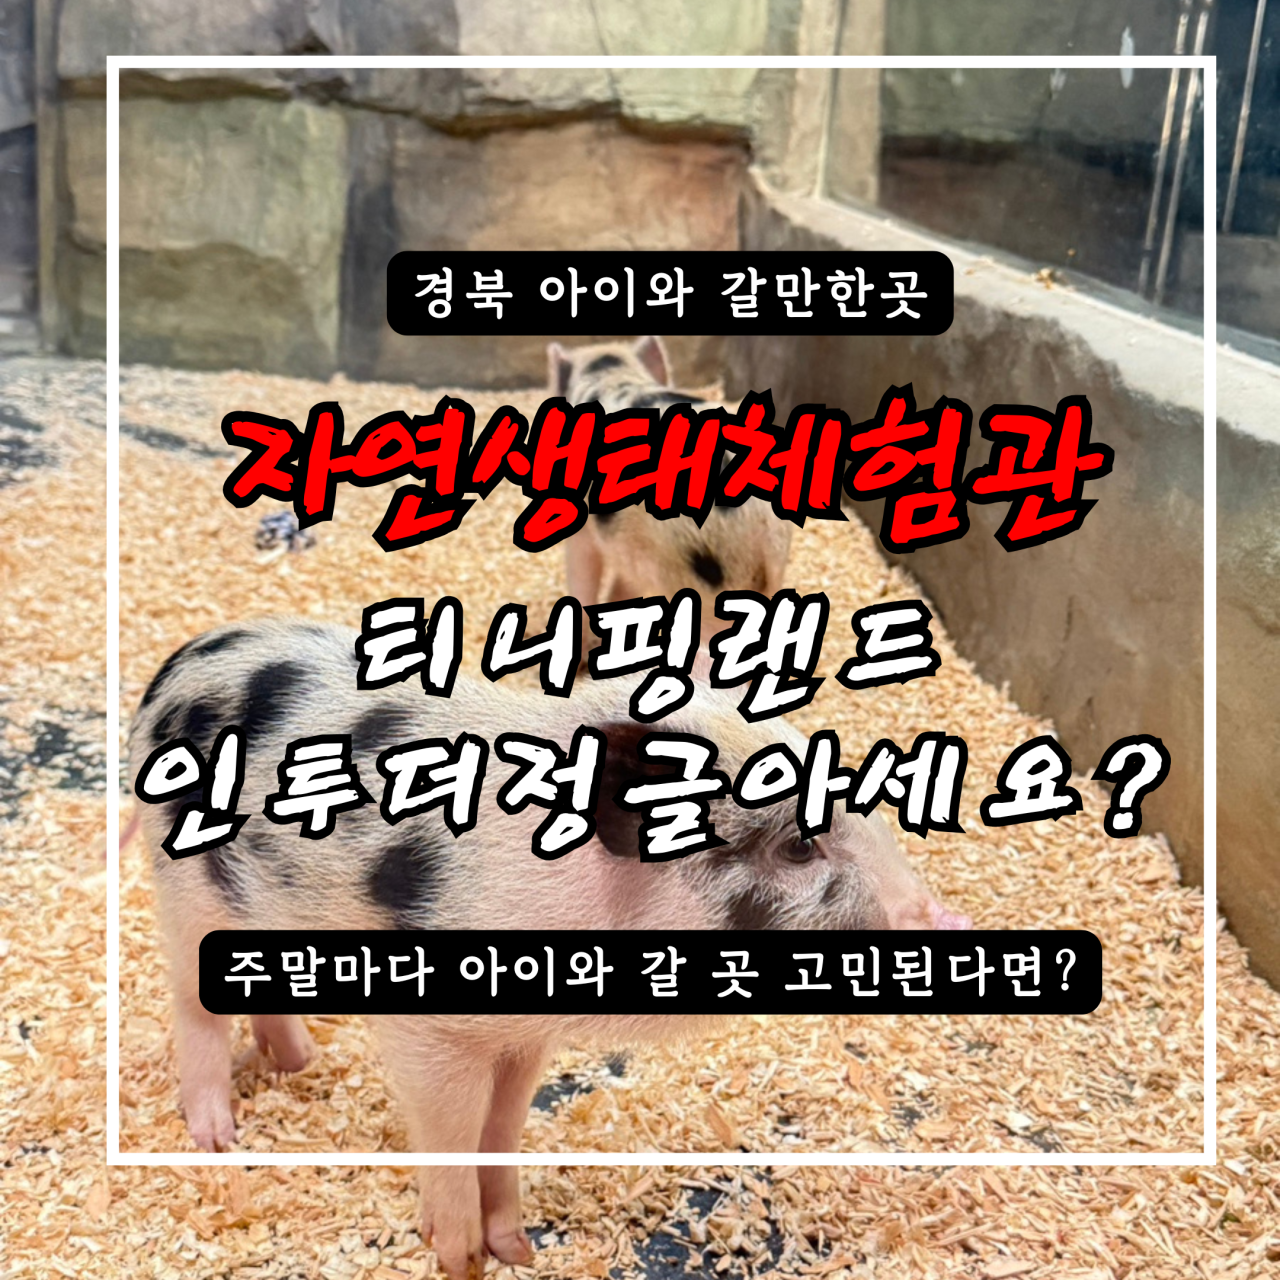 경북 아이와 갈만한곳
자연생태체험관
티니핑랜드
인투더정글아세요?
주말마다 아이와 갈 곳 고민된다면?